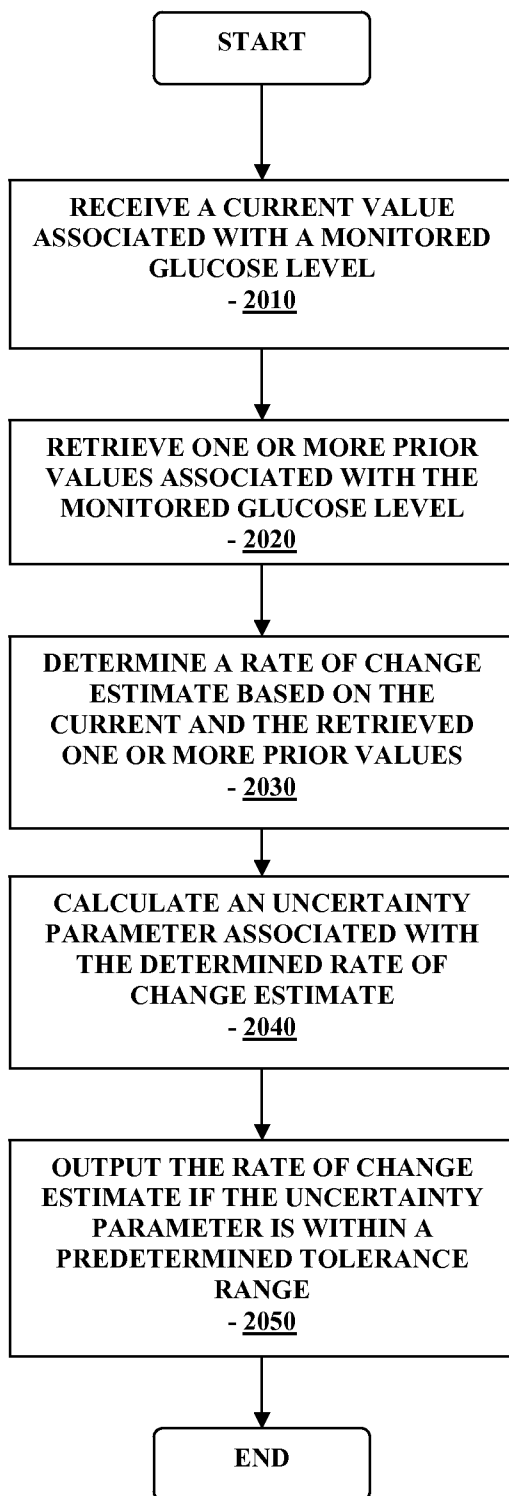 START
RECEIVE A CURRENT VALUE
ASSOCIATED WITH A MONITORED
GLUCOSE LEVEL
- 2010
RETRIEVE ONE OR MORE PRIOR
VALUES ASSOCIATED WITH THE
MONITORED GLUCOSE LEVEL
- 2020
DETERMINE A RATE OF CHANGE
ESTIMATE BASED ON THE
CURRENT AND THE RETRIEVED
ONE OR MORE PRIOR VALUES
- 2030
CALCULATE AN UNCERTAINTY
PARAMETER ASSOCIATED WITH
THE DETERMINED RATE OF
CHANGE ESTIMATE
- 2040
OUTPUT THE RATE OF CHANGE
ESTIMATE IF THE UNCERTAINTY
PARAMETER IS WITHIN A
PREDETERMINED TOLERANCE
RANGE
- 2050
END